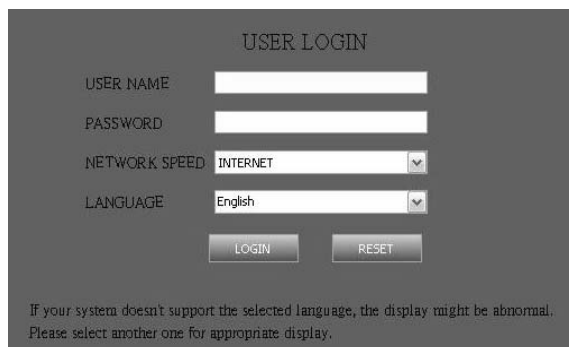 USER LOGIN
USER NAME
PASSWORD
NETWORK SPEED INTERNET
LANGUAGE English
LOGIN RESET
If your system doesn't support the selected language, the display might be abnormal.
Please select another one for appropriate display.